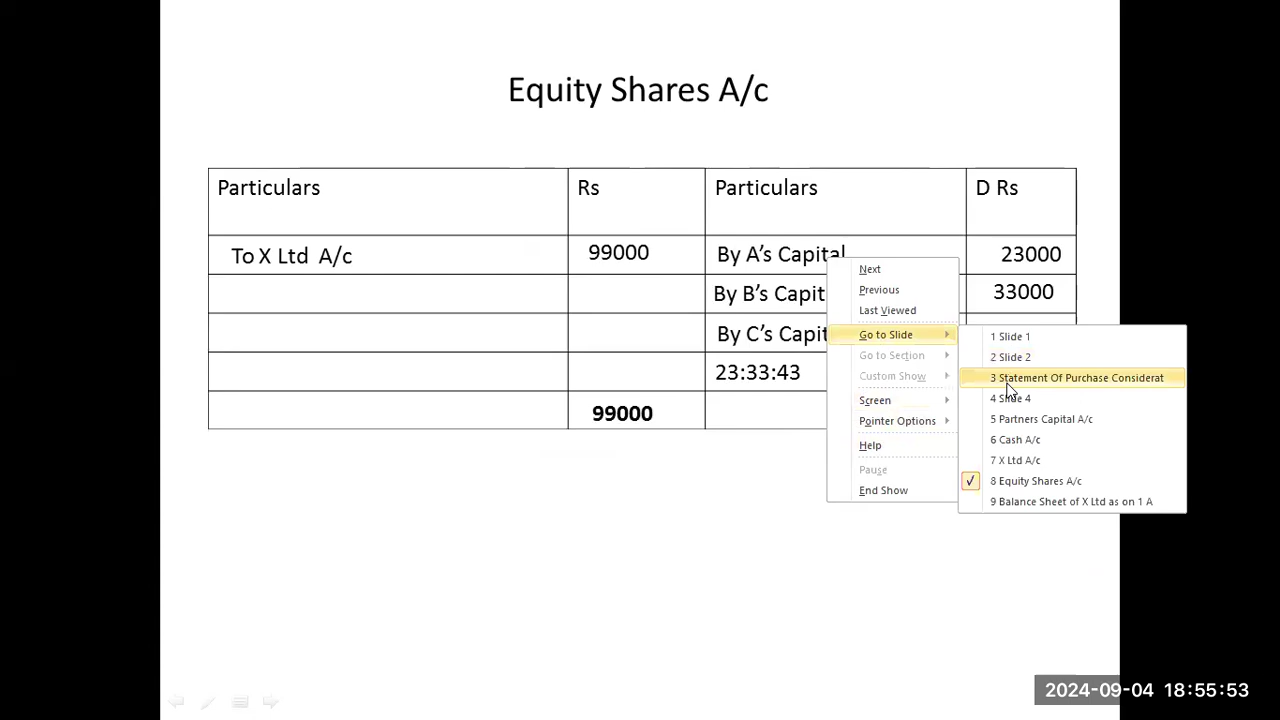 Equity Shares A/c
Particulars Rs Particulars D Rs
To X Ltd A/c 99000 By A's Capital 23000
By B's Capit 33000
By C's Capit
23:33:43
99000
Next
Previous
Last Viewed
Go to Slide
Go to Section
Custom Show
Screen
Pointer Options
Help
Pause
End Show
1 Slide 1
2 Slide 2
3 Statement Of Purchase Considerat
4 Slide 4
5 Partners Capital A/c
6 Cash A/c
7 X Ltd A/c
8 Equity Shares A/c
9 Balance Sheet of X Ltd as on 1 A
2024-09-04 18:55:53